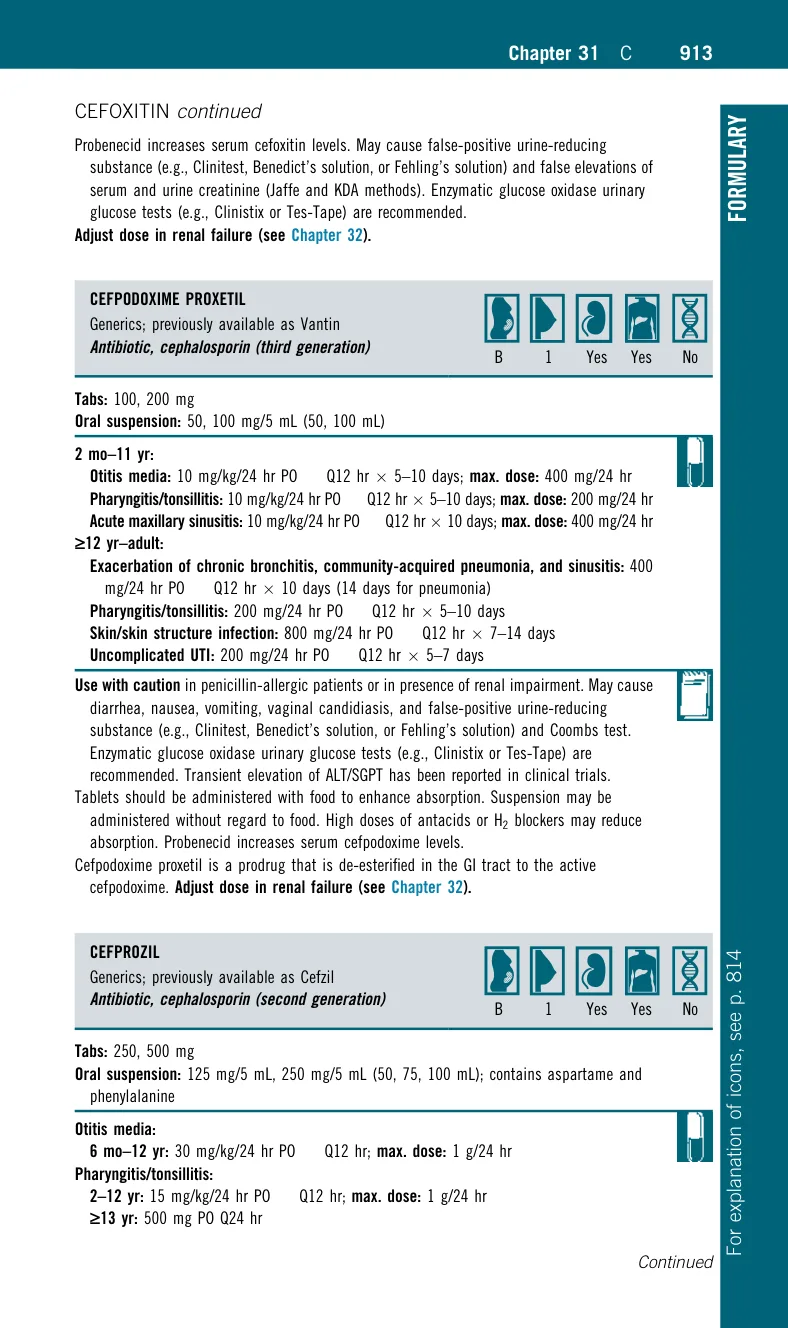 Chapter 31 C 913
CEFOXITIN continued
Probenecid increases serum cefoxitin levels. May cause false-positive urine-reducing
substance (e.g., Clinitest, Benedict's solution, or Fehling's solution) and false elevations of
serum and urine creatinine (Jaffe and KDA methods). Enzymatic glucose oxidase urinary
glucose tests (e.g., Clinistix or Tes-Tape) are recommended.
Adjust dose in renal failure (see Chapter 32).
CEFPODOXIME PROXETIL
Generics; previously available as Vantin
Antibiotic, cephalosporin (third generation)
B 1 Yes Yes No
Tabs: 100, 200 mg
Oral suspension: 50, 100 mg/5 mL (50, 100 mL)
2 mo–11 yr:
Otitis media: 10 mg/kg/24 hr PO Q12 hr × 5–10 days; max. dose: 400 mg/24 hr
Pharyngitis/tonsillitis: 10 mg/kg/24 hr PO Q12 hr × 5–10 days; max. dose: 200 mg/24 hr
Acute maxillary sinusitis: 10 mg/kg/24 hr PO Q12 hr × 10 days; max. dose: 400 mg/24 hr
≥12 yr–adult:
Exacerbation of chronic bronchitis, community-acquired pneumonia, and sinusitis: 400
mg/24 hr PO Q12 hr × 10 days (14 days for pneumonia)
Pharyngitis/tonsillitis: 200 mg/24 hr PO Q12 hr × 5–10 days
Skin/skin structure infection: 800 mg/24 hr PO Q12 hr × 7–14 days
Uncomplicated UTI: 200 mg/24 hr PO Q12 hr × 5–7 days
Use with caution in penicillin-allergic patients or in presence of renal impairment. May cause
diarrhea, nausea, vomiting, vaginal candidiasis, and false-positive urine-reducing
substance (e.g., Clinitest, Benedict's solution, or Fehling's solution) and Coombs test.
Enzymatic glucose oxidase urinary glucose tests (e.g., Clinistix or Tes-Tape) are
recommended. Transient elevation of ALT/SGPT has been reported in clinical trials.
Tablets should be administered with food to enhance absorption. Suspension may be
administered without regard to food. High doses of antacids or H2 blockers may reduce
absorption. Probenecid increases serum cefpodoxime levels.
Cefpodoxime proxetil is a prodrug that is de-esterified in the GI tract to the active
cefpodoxime. Adjust dose in renal failure (see Chapter 32).
CEFPROZIL
Generics; previously available as Cefzil
Antibiotic, cephalosporin (second generation)
B 1 Yes Yes No
Tabs: 250, 500 mg
Oral suspension: 125 mg/5 mL, 250 mg/5 mL (50, 75, 100 mL); contains aspartame and
phenylalanine
Otitis media:
6 mo–12 yr: 30 mg/kg/24 hr PO Q12 hr; max. dose: 1 g/24 hr
Pharyngitis/tonsillitis:
2–12 yr: 15 mg/kg/24 hr PO Q12 hr; max. dose: 1 g/24 hr
≥13 yr: 500 mg PO Q24 hr
Continued
FORMULARY
For explanation of icons, see p. 814